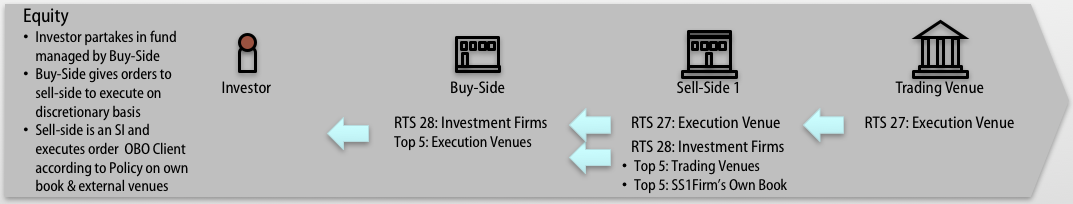 Equity
• Investor partakes in fund
managed by Buy-Side
• Buy-Side gives orders to
sell-side to execute on
discretionary basis
• Sell-side is an SI and
executes order OBO Client
according to Policy on own
book & external venues
Investor
Buy-Side
RTS 28: Investment Firms
Top 5: Execution Venues
Sell-Side 1
RTS 27: Execution Venue
RTS 28: Investment Firms
• Top 5: Trading Venues
• Top 5: SS1Firm's Own Book
Trading Venue
RTS 27: Execution Venue